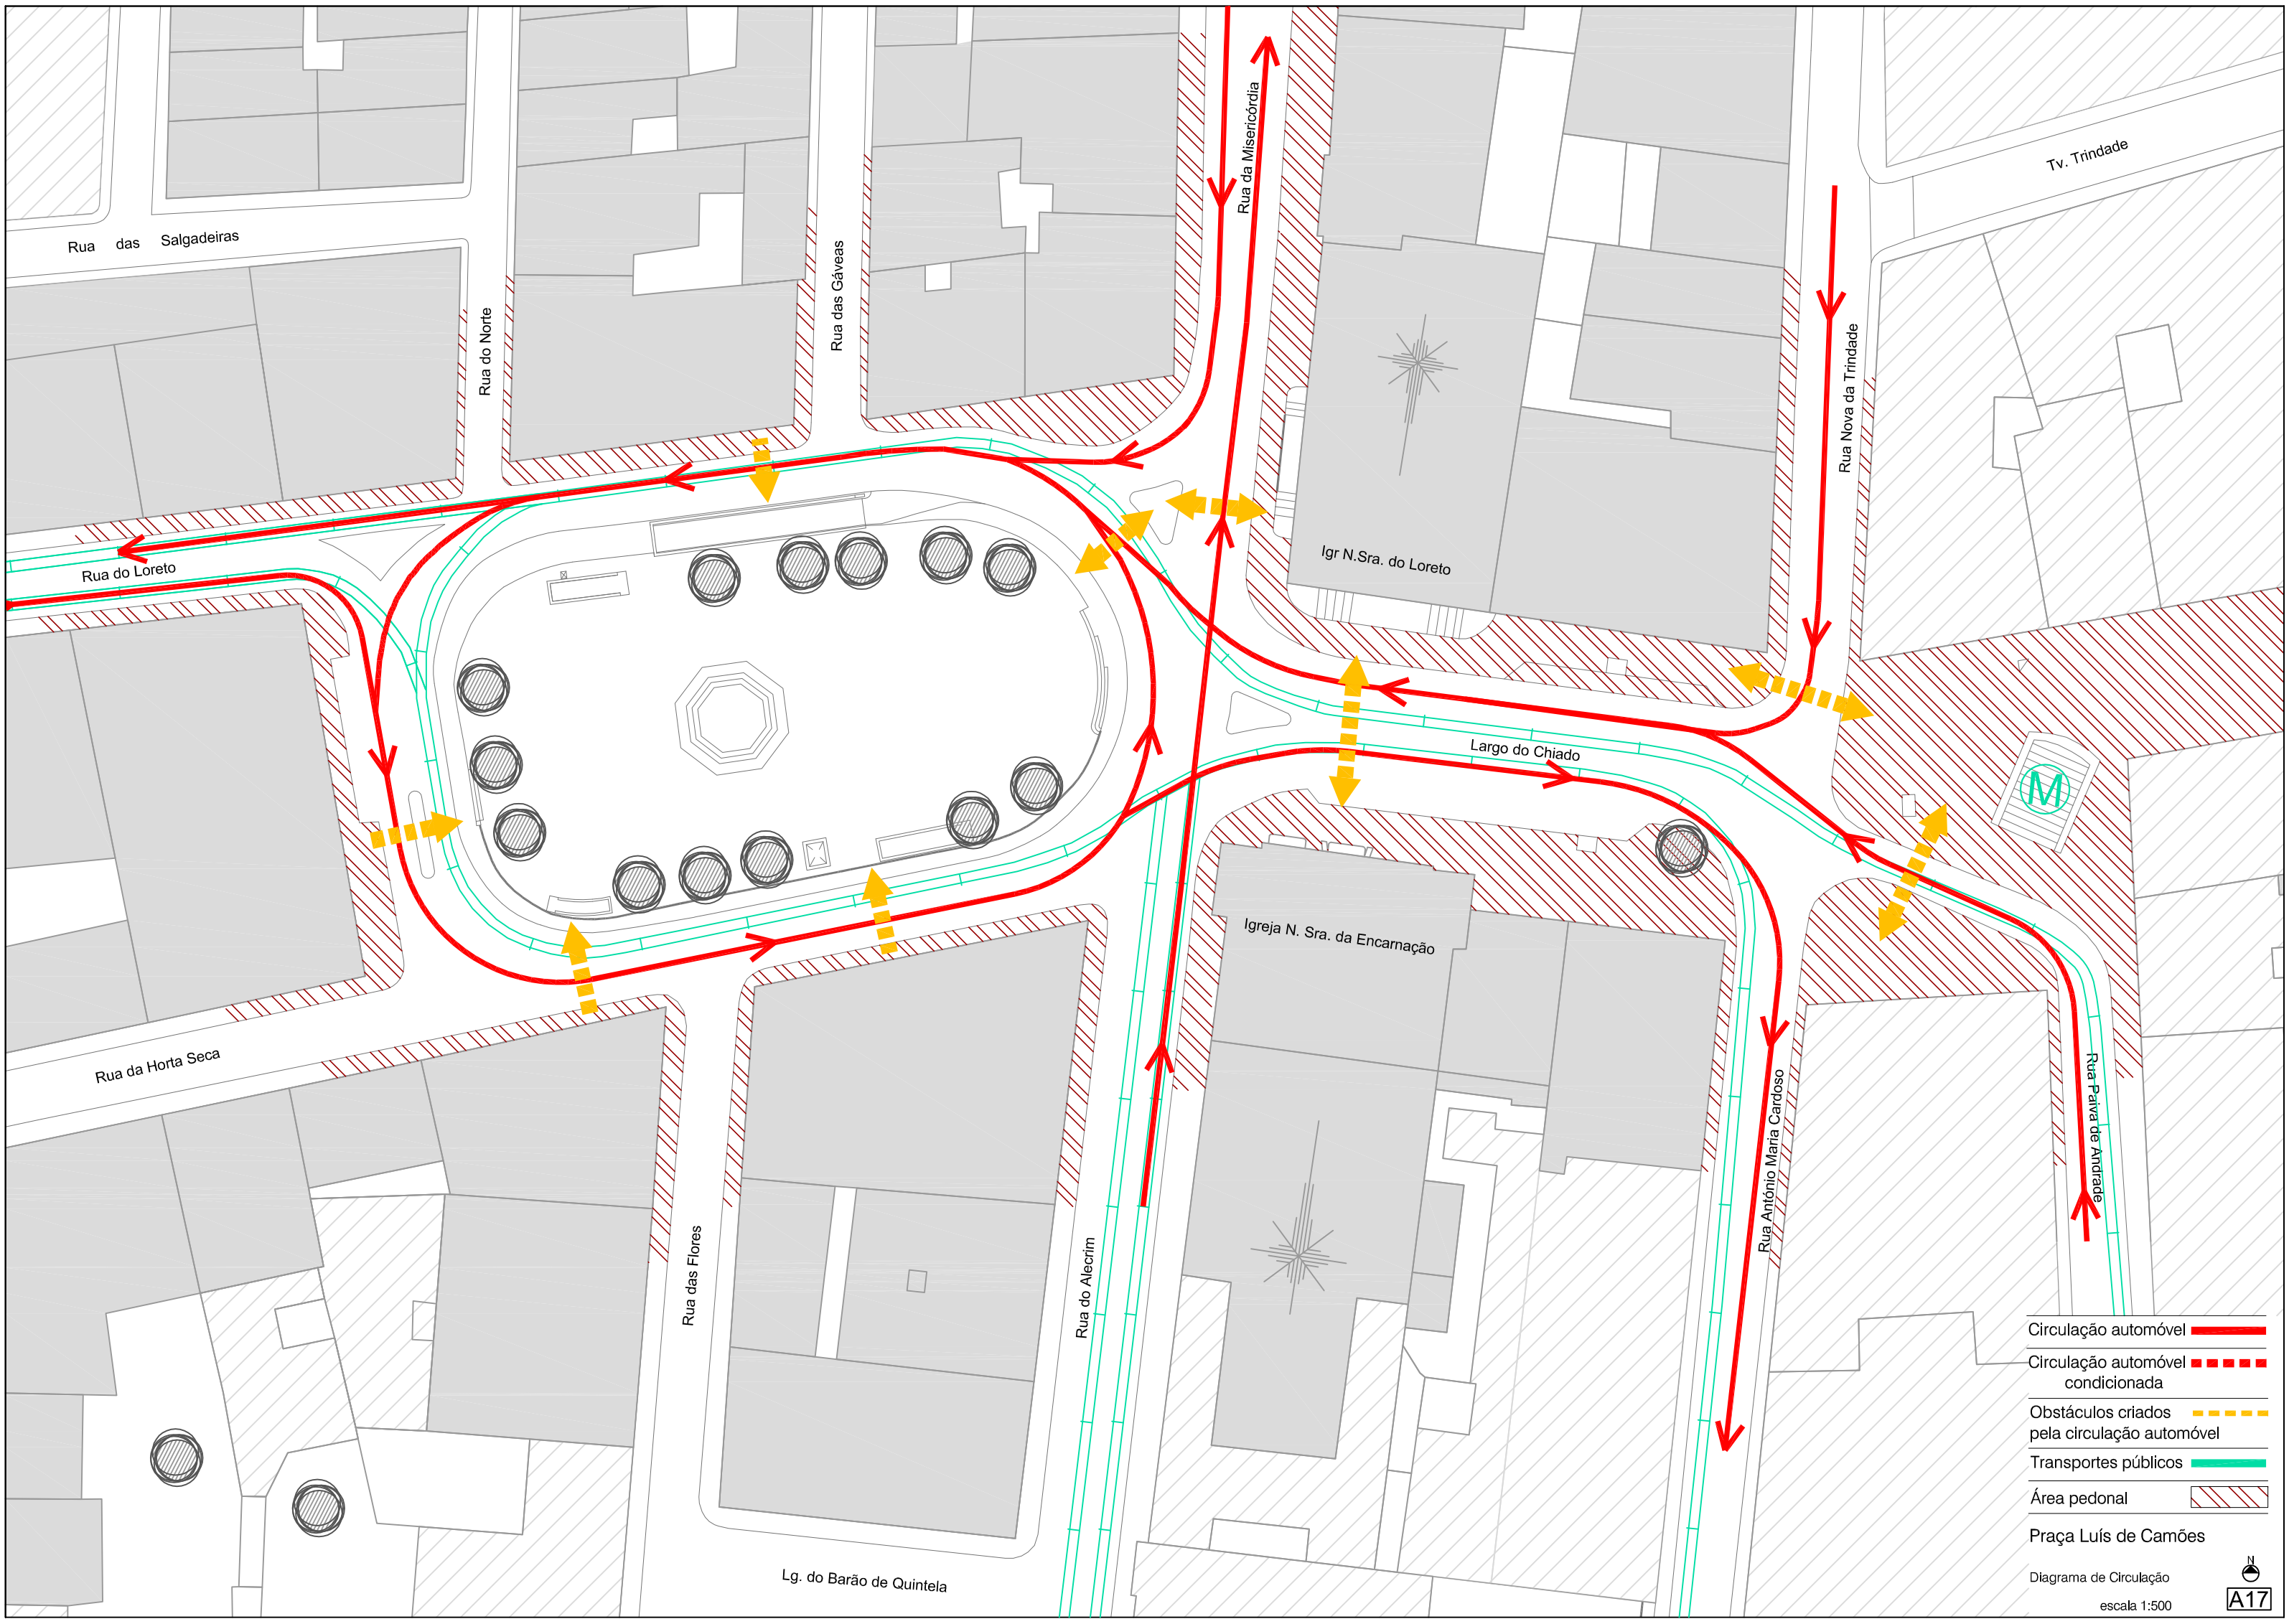 Rua da Misericórdia
Tv. Trindade
Rua das Salgadeiras
Rua das Gáveas
Rua do Norte
Rua Nova da Trindade
Igr N.Sra. do Loreto
Rua do Loreto
Largo do Chiado
M
Igreja N. Sra. da Encarnação
Rua da Horta Seca
Rua Paiva de Andrade
Rua António Maria Cardoso
Rua das Flores
Rua do Alecrim
Lg. do Barão de Quintela
Circulação automóvel
Circulação automóvel
condicionada
Obstáculos criados
pela circulação automóvel
Transportes públicos
Área pedonal
Praça Luís de Camões
N
Diagrama de Circulação
escala 1:500
A17